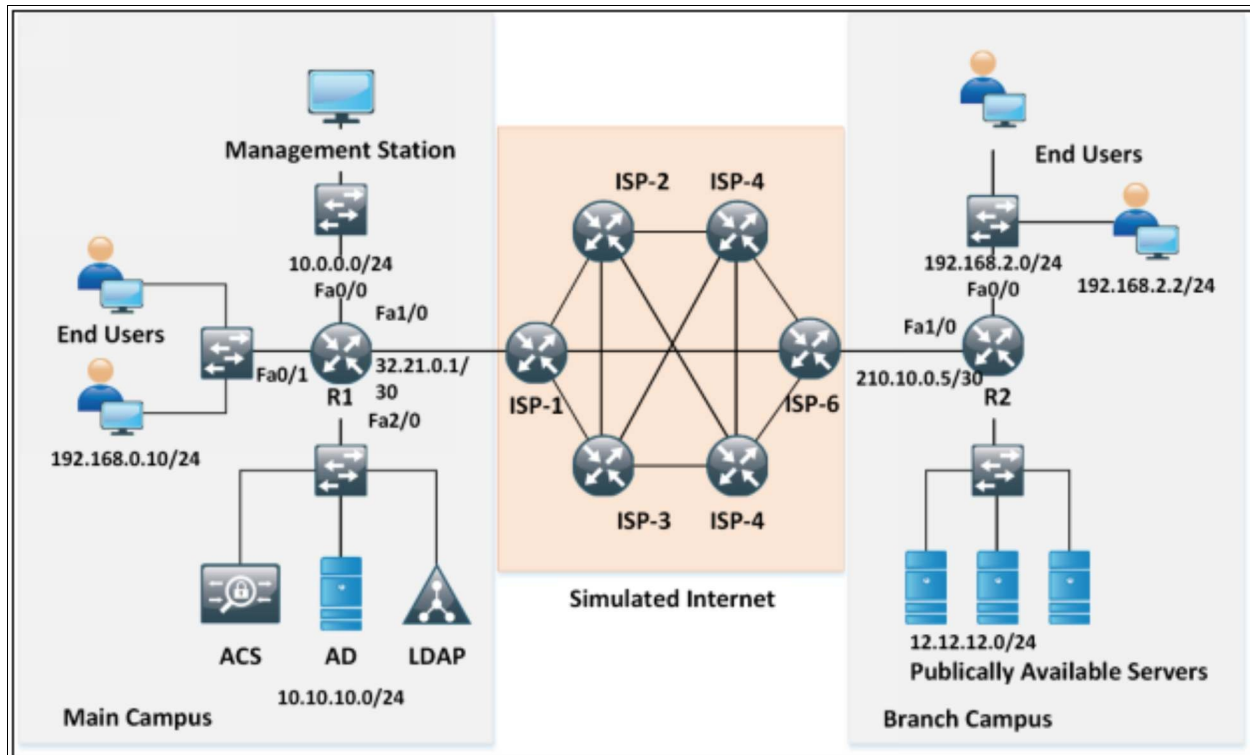 Management Station
10.0.0.0/24
Fa0/0
Fa1/0
End Users
Fa0/1
R1
32.21.0.1/
30
Fa2/0
192.168.0.10/24
ACS
AD
LDAP
10.10.10.0/24
Main Campus
ISP-2
ISP-4
ISP-1
ISP-6
ISP-3
ISP-4
Simulated Internet
End Users
192.168.2.0/24
Fa0/0
192.168.2.2/24
Fa1/0
210.10.0.5/30
R2
12.12.12.0/24
Publically Available Servers
Branch Campus